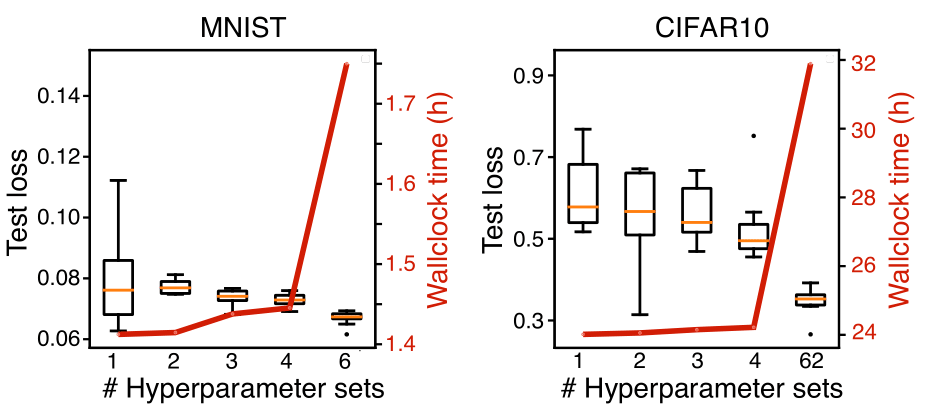 MNIST
CIFAR10
Test loss
0.14
0.12
0.10
0.08
0.06
1 2 3 4 6
# Hyperparameter sets
1.7
1.6
1.5
1.4
Wallclock time (h)
Test loss
0.9
0.7
0.5
0.3
1 2 3 4 62
# Hyperparameter sets
32
30
28
26
24
Wallclock time (h)